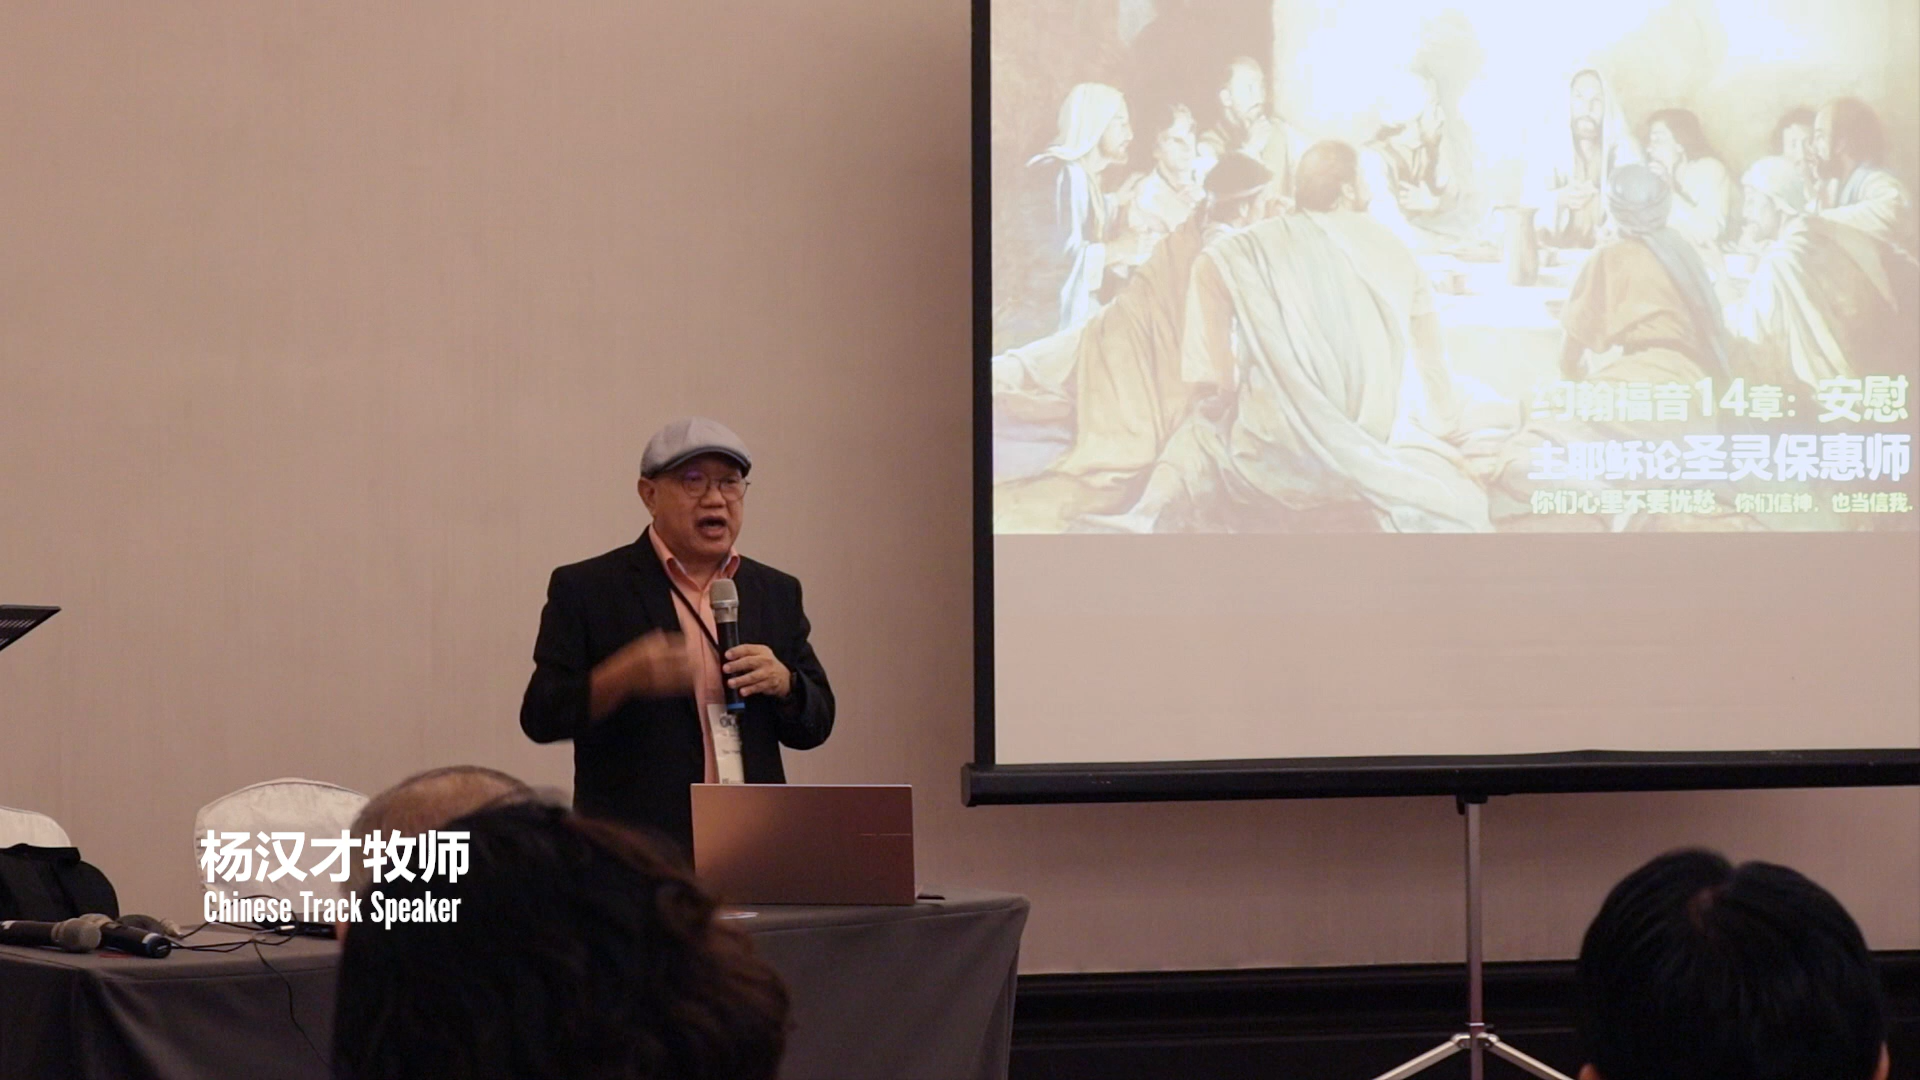 约翰福音14章：安慰
主耶稣论圣灵保惠师
你们心里不要忧愁，你们信神，也当信我。
杨汉才牧师
Chinese Track Speaker